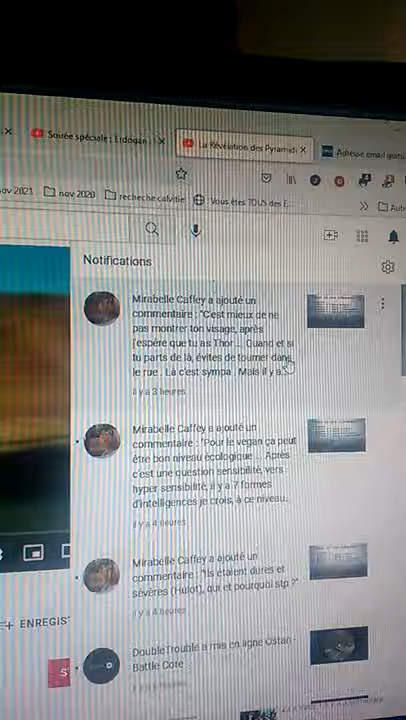 Soirée spéciale : Erdogan
La Révélation des Pyramid
Adresse email gratu
nov 2021 nov 2020 recheche calvitie Vous êtes TOUS des E...
Notifications
Mirabelle Caffey a ajouté un
commentaire : "C'est mieux de ne
pas montrer ton visage, après
j'espère que tu as Thor ... Quand et si
tu parts de là, évites de tourner dans
le rue . Là c'est sympa . Mais il y a...
il y a 3 heures
Mirabelle Caffey a ajouté un
commentaire : "Pour le vegan ça peut
être bon niveau écologique ... Après
c'est une question sensibilité, vers
hyper sensibilité, il y a 7 formes
d'intelligences je crois, à ce niveau.
il y a 4 heures
Mirabelle Caffey a ajouté un
commentaire : "Ils étaient dures et
sévères (Hulot), qui et pourquoi stp ?"
il y a 4 heures
ENREGIS
DoubleTrouble a mis en ligne Ostan -
Battle Core